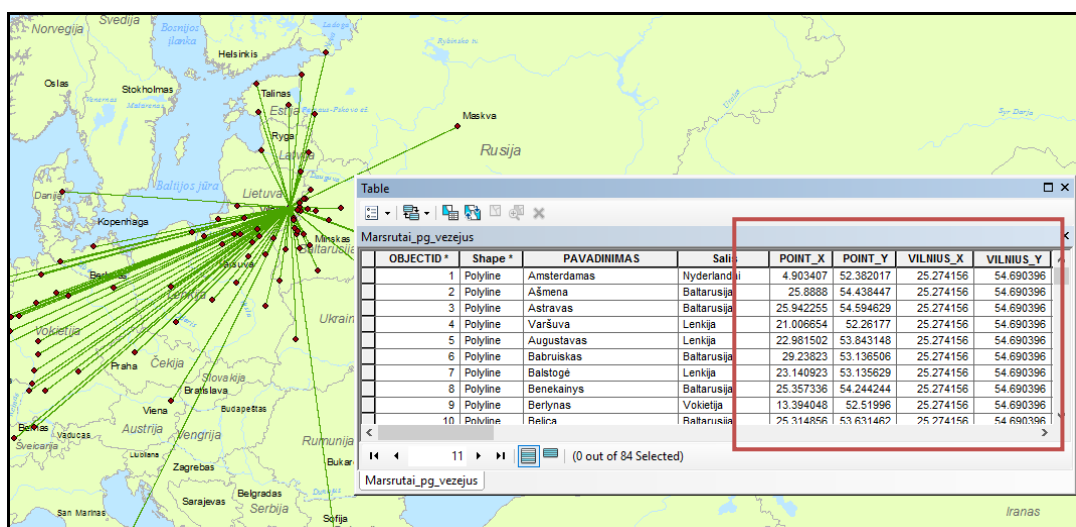 Norvegija
Svedija
Bosnijos
įlanka
Helsinkis
Oslas
Stokholmas
Talinas
Estija
Ryga
Latvija
Maskva
Rusija
Baltijos jūra
Lietuva
Danija
Kopenhaga
Minskas
Baltarusija
Varšuva
Lenkija
Ukrain
Vokietija
Praha
Čekija
Slovakija
Bratislava
Viena
Budapeštas
Austrija
Vengrija
Bernas
Vaducas
Šveicarija
Liubliana
Zagrebas
Rumunija
Bukar
Sarajevas
Belgradas
Serbija
Sofija
San Marinas
Iranas
Syr Darja
Table
Marsrutai_pg_vezejus
OBJECTID * Shape * PAVADINIMAS Salis POINT_X POINT_Y VILNIUS_X VILNIUS_Y
1 Polyline Amsterdamas Nyderlandai 4.903407 52.382017 25.274156 54.690396
2 Polyline Ašmena Baltarusija 25.8888 54.438447 25.274156 54.690396
3 Polyline Astravas Baltarusija 25.942255 54.594629 25.274156 54.690396
4 Polyline Varšuva Lenkija 21.006654 52.26177 25.274156 54.690396
5 Polyline Augustavas Lenkija 22.981502 53.843148 25.274156 54.690396
6 Polyline Babruiskas Baltarusija 29.23823 53.136506 25.274156 54.690396
7 Polyline Balstogė Lenkija 23.140923 53.135629 25.274156 54.690396
8 Polyline Benekainys Baltarusija 25.357336 54.244244 25.274156 54.690396
9 Polyline Berlynas Vokietija 13.394048 52.51996 25.274156 54.690396
10 Polyline Belica Baltarusija 25.314856 53.631462 25.274156 54.690396
11 (0 out of 84 Selected)
Marsrutai_pg_vezejus